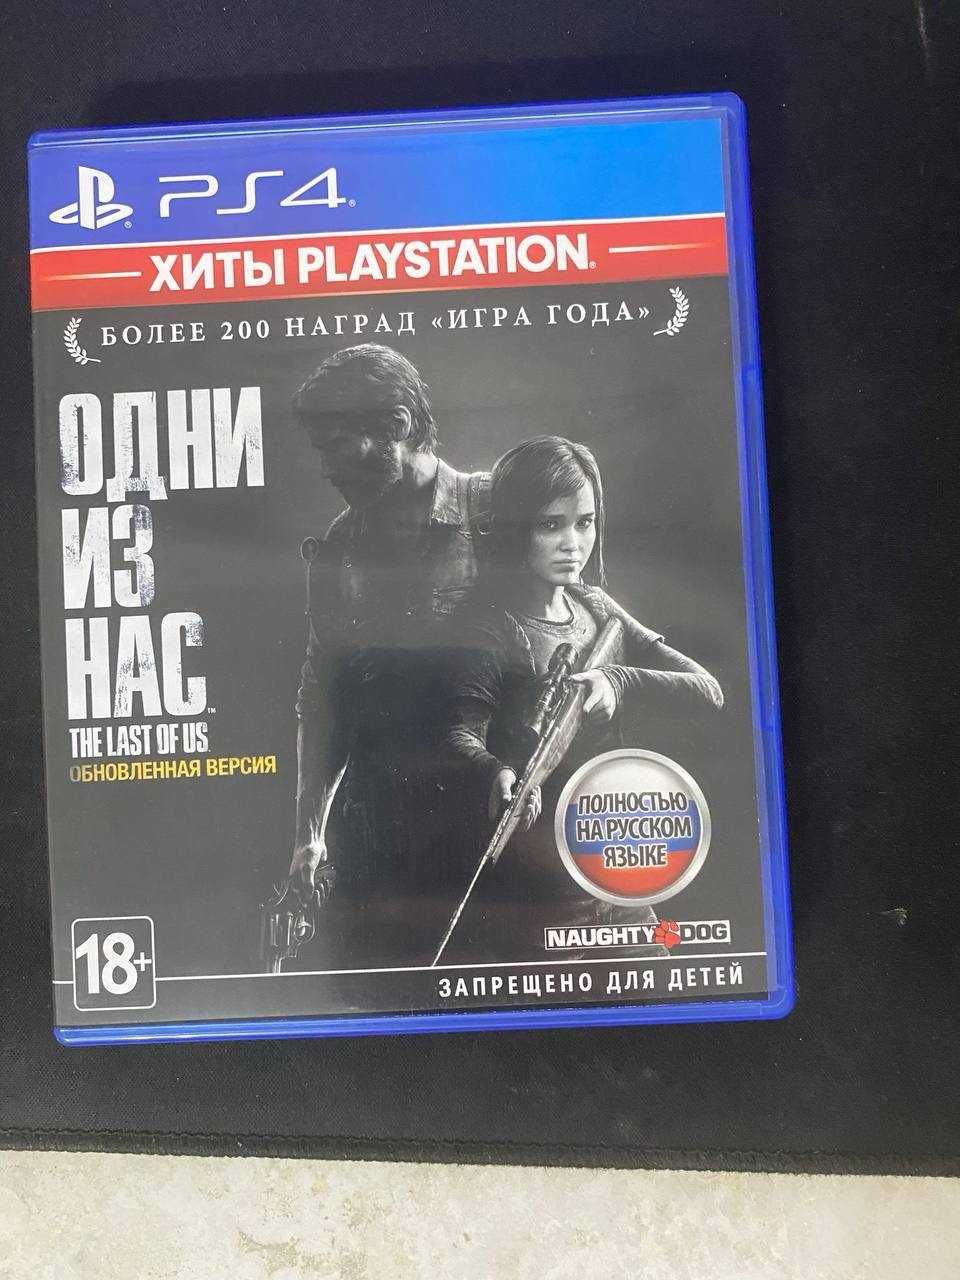 PS4
ХИТЫ PLAYSTATION
БОЛЕЕ 200 НАГРАД «ИГРА ГОДА»
ОДНИ
ИЗ
НАС
THE LAST OF US
ОБНОВЛЕННАЯ ВЕРСИЯ
ПОЛНОСТЬЮ
НА РУССКОМ
ЯЗЫКЕ
NAUGHTY DOG
18+
ЗАПРЕЩЕНО ДЛЯ ДЕТЕЙ